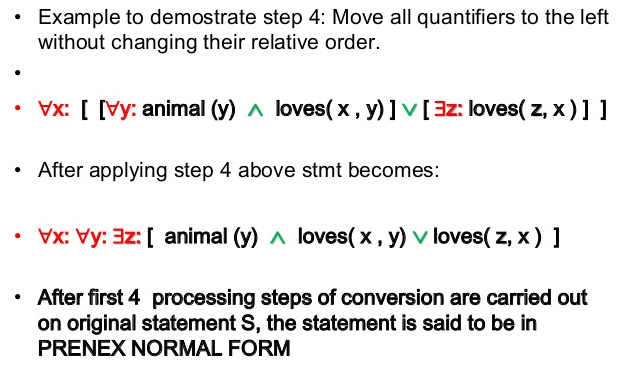 • Example to demostrate step 4: Move all quantifiers to the left
without changing their relative order.
•
• ∀x: [ [∀y: animal (y) ∧ loves( x , y) ] ∨ [ ∃z: loves( z, x ) ] ]
• After applying step 4 above stmt becomes:
• ∀x: ∀y: ∃z: [ animal (y) ∧ loves( x , y) ∨ loves( z, x ) ]
• After first 4 processing steps of conversion are carried out
on original statement S, the statement is said to be in
PRENEX NORMAL FORM